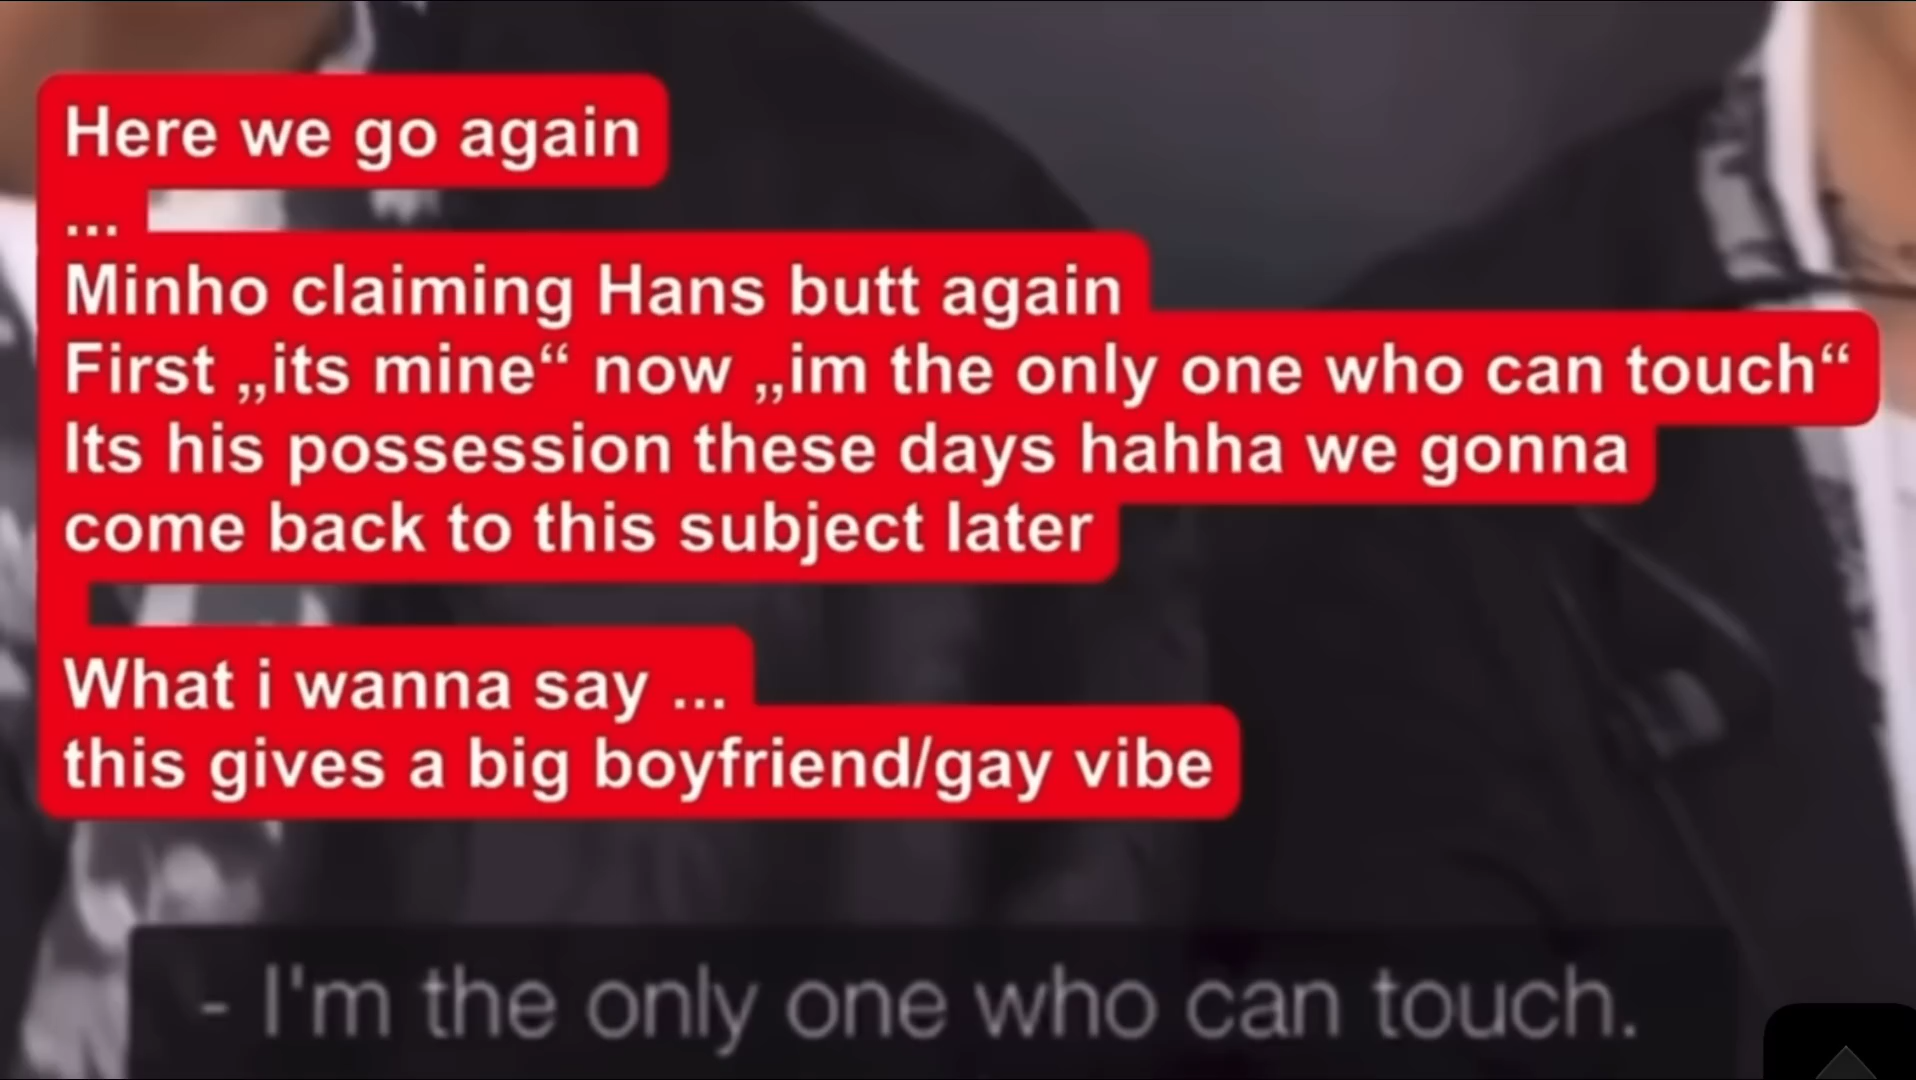 Here we go again
...
Minho claiming Hans butt again
First „its mine“ now „im the only one who can touch“
Its his possession these days hahha we gonna
come back to this subject later
What i wanna say ...
this gives a big boyfriend/gay vibe
- I'm the only one who can touch.